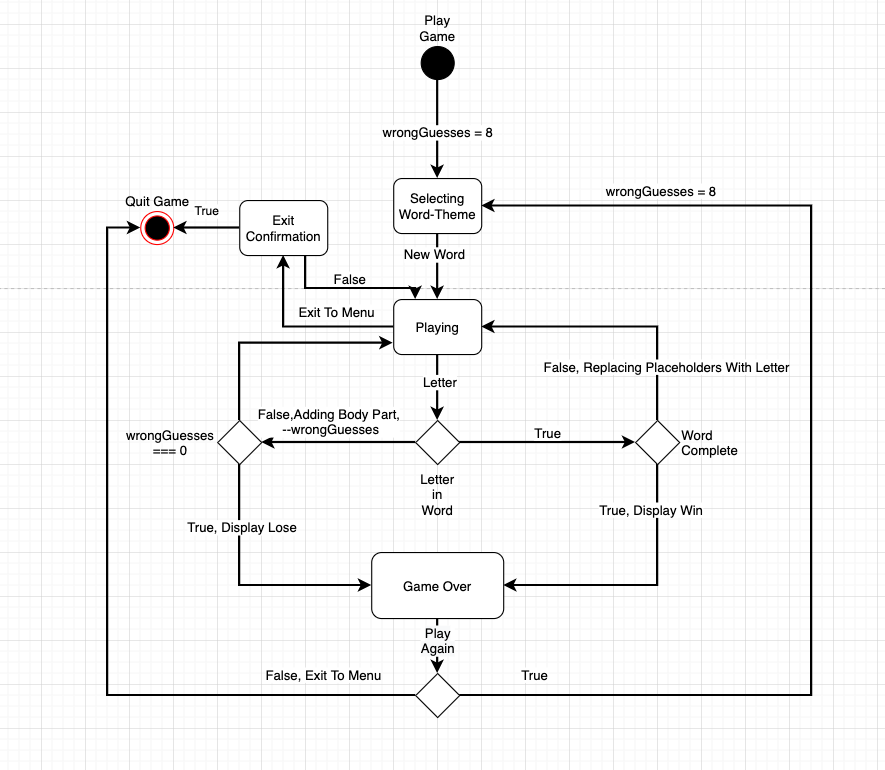 Play
Game
wrongGuesses = 8
Selecting
Word-Theme
wrongGuesses = 8
Quit Game
True
Exit
Confirmation
New Word
False
Exit To Menu
Playing
Letter
False, Replacing Placeholders With Letter
False,Adding Body Part,
--wrongGuesses
wrongGuesses
=== 0
True
Word
Complete
Letter
in
Word
True, Display Lose
True, Display Win
Game Over
Play
Again
False, Exit To Menu
True